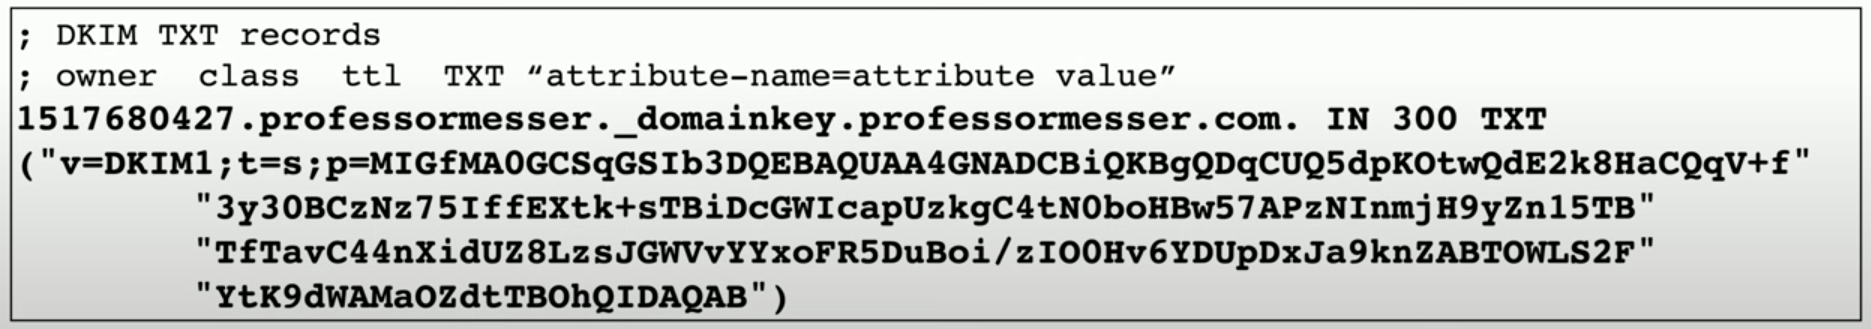 ; DKIM TXT records
; owner  class  ttl  TXT “attribute-name=attribute value”
1517680427.professormesser._domainkey.professormesser.com. IN 300 TXT
("v=DKIM1;t=s;p=MIGfMA0GCSqGSIb3DQEBAQUAA4GNADCBiQKBgQDqCUQ5dpKOtwQdE2k8HaCQqV+f"
"3y30BCzNz75IffEXtk+sTBiDcGWIcapUzkgC4tN0boHBw57APzNInmjH9yZn15TB"
"TfTavC44nXidUZ8LzsJGWVvYYxoFR5DuBoi/zIO0Hv6YDUpDxJa9knZABTOWLS2F"
"YtK9dWAMaOZdtTBOhQIDAQAB")